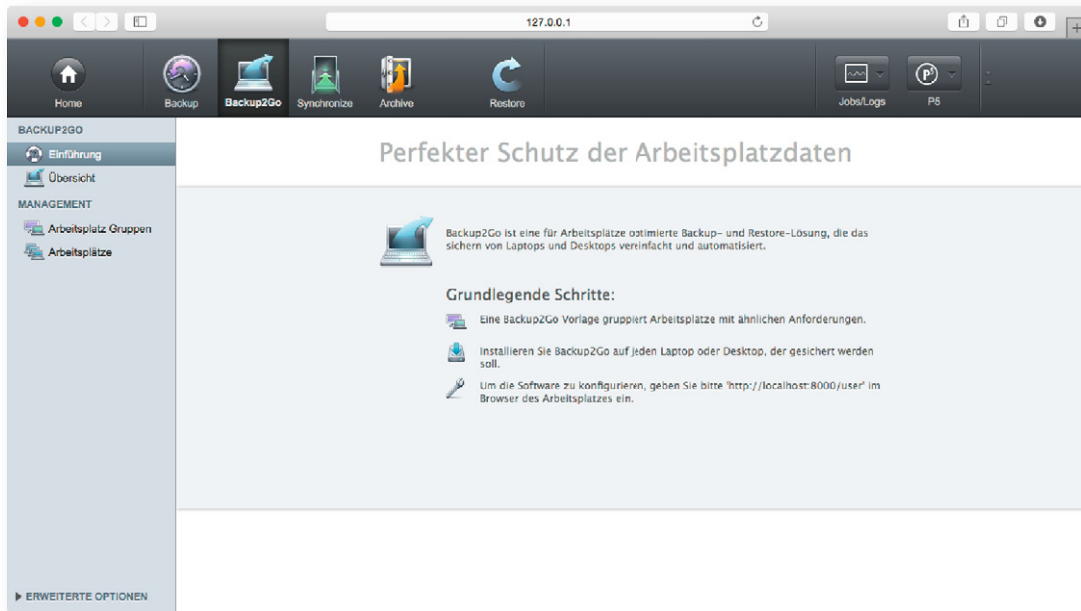 127.0.0.1
Home
Backup
Backup2Go
Synchronize
Archive
Restore
Jobs/Logs
P5
BACKUP2GO
Einführung
Übersicht
MANAGEMENT
Arbeitsplatz Gruppen
Arbeitsplätze
Perfekter Schutz der Arbeitsplatzdaten
Backup2Go ist eine für Arbeitsplätze optimierte Backup- und Restore-Lösung, die das
sichern von Laptops und Desktops vereinfacht und automatisiert.
Grundlegende Schritte:
Eine Backup2Go Vorlage gruppiert Arbeitsplätze mit ähnlichen Anforderungen.
Installieren Sie Backup2Go auf jeden Laptop oder Desktop, der gesichert werden
soll.
Um die Software zu konfigurieren, geben Sie bitte 'http://localhost:8000/user' im
Browser des Arbeitsplatzes ein.
ERWEITERTE OPTIONEN